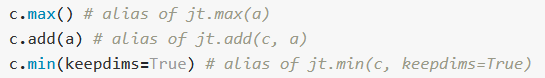 c.max() # alias of jt.max(a)
c.add(a) # alias of jt.add(c, a)
c.min(keepdims=True) # alias of jt.min(c, keepdims=True)